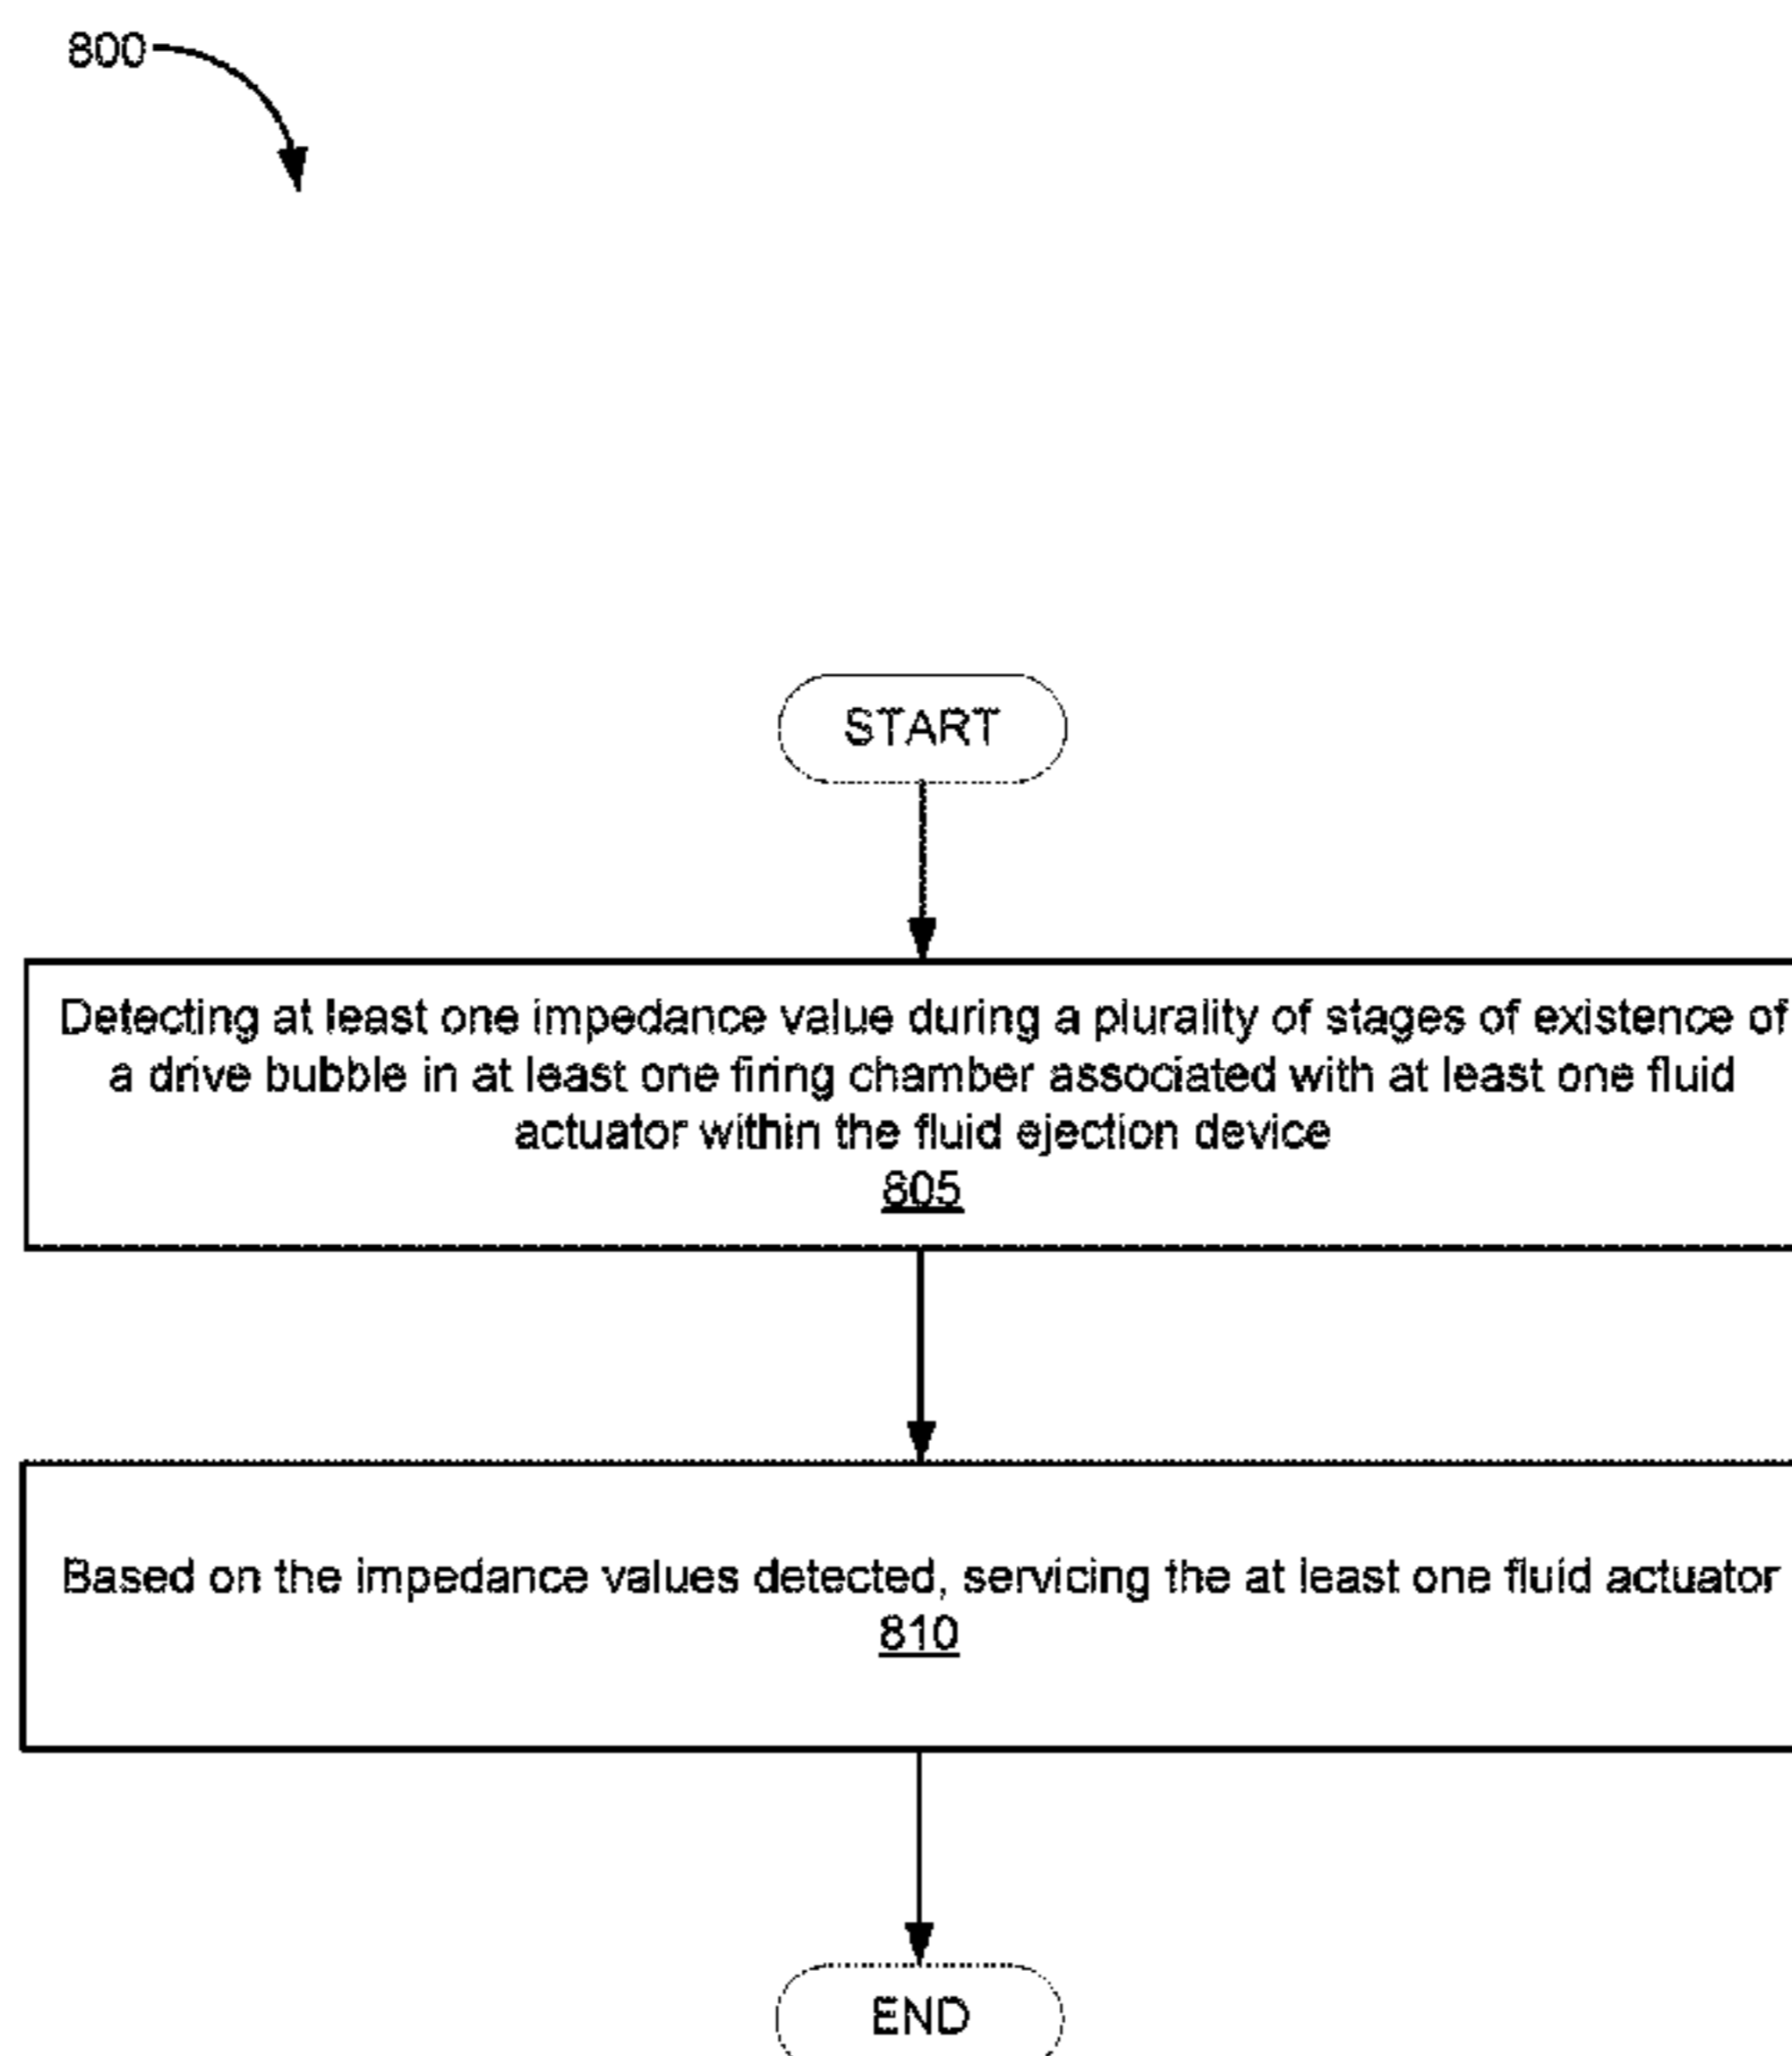 800
START
Detecting at least one impedance value during a plurality of stages of existence of
a drive bubble in at least one firing chamber associated with at least one fluid
actuator within the fluid ejection device
805
Based on the impedance values detected, servicing the at least one fluid actuator
810
END